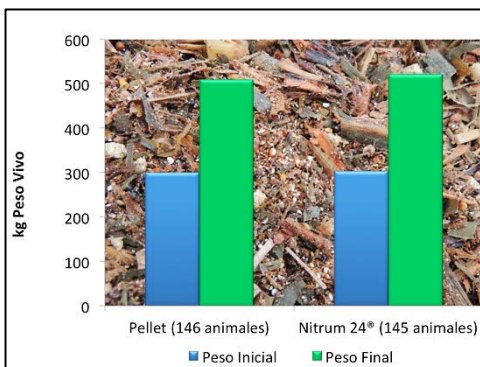 600
500
400
300
200
100
0
kg Peso Vivo
Pellet (146 animales) Nitrum 24® (145 animales)
Peso Inicial Peso Final